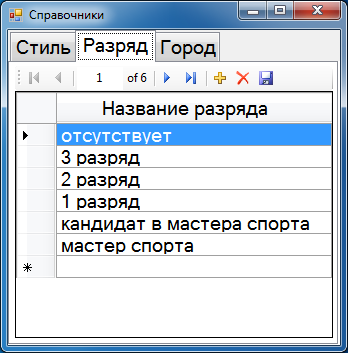 Справочники
Стиль Разряд Город
1 of 6
Название разряда
отсутствует
3 разряд
2 разряд
1 разряд
кандидат в мастера спорта
мастер спорта